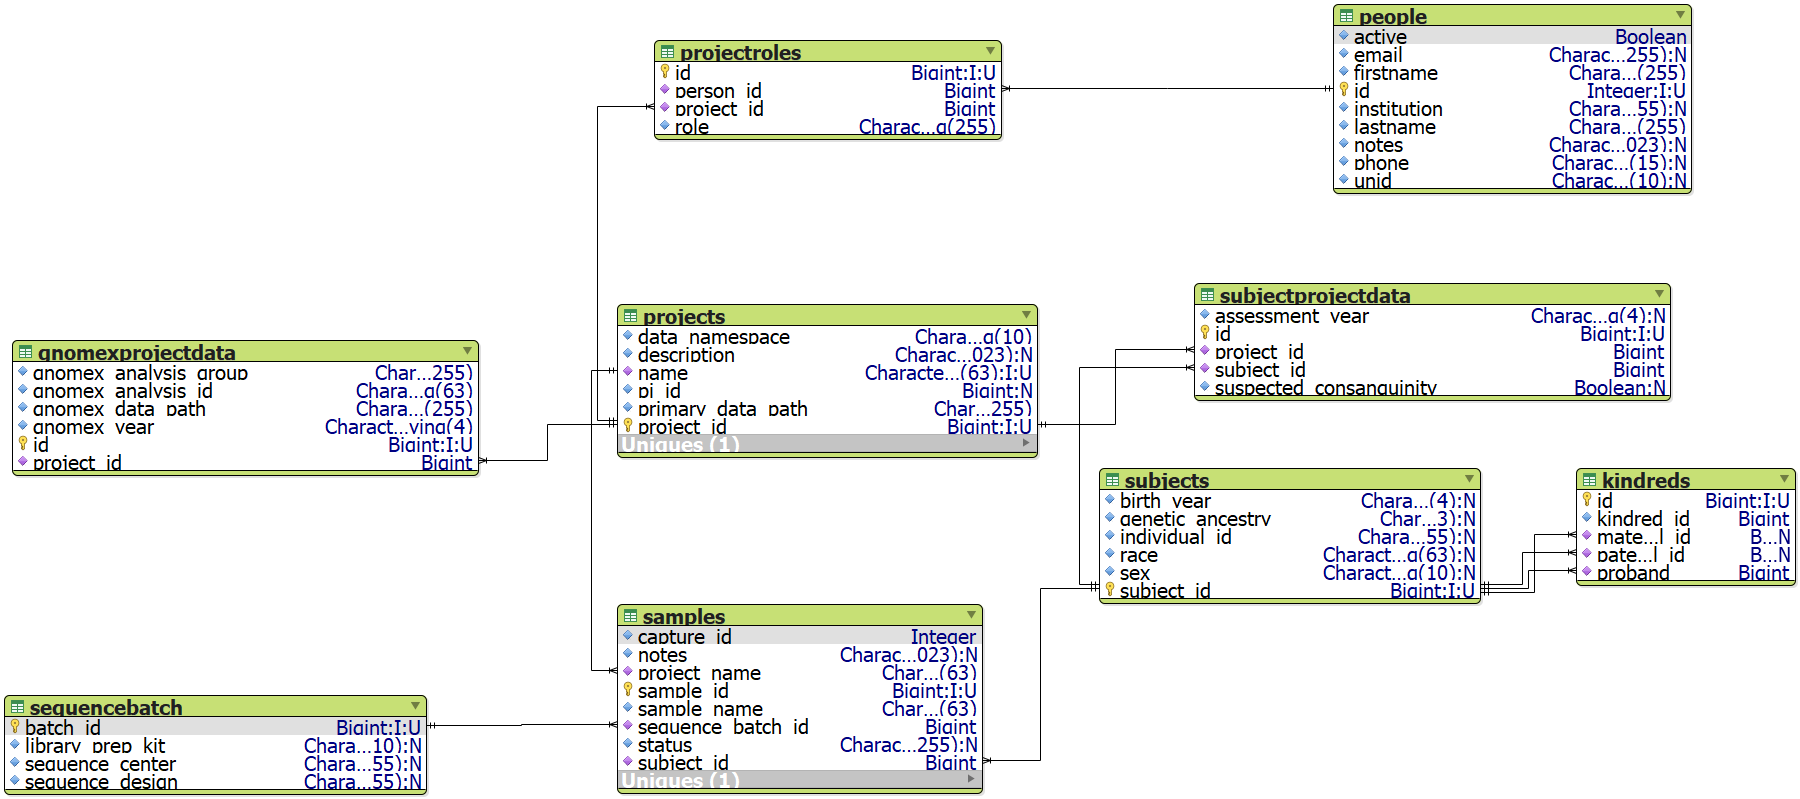 people
active Boolean
email Charac...255):N
firstname Chara...(255)
id Integer:I:U
institution Chara...55):N
lastname Chara...(255)
notes Charac...023):N
phone Charac...(15):N
unid Charac...(10):N
projectroles
id Bigint:I:U
person_id Bigint
project_id Bigint
role Charac...g(255)
subjectprojectdata
assessment_year Charac...g(4):N
id Bigint:I:U
project_id Bigint
subject_id Bigint
suspected_consanguinity Boolean:N
projects
data_namespace Chara...g(10)
description Charac...023):N
name Characte...(63):I:U
pi_id Bigint:N
primary_data_path Char...255)
project_id Bigint:I:U
Uniques (1)
gnomexprojectdata
gnomex_analysis_group Char...255)
gnomex_analysis_id Chara...g(63)
gnomex_data_path Chara...(255)
gnomex_year Charact...ying(4)
id Bigint:I:U
project_id Bigint
subjects
birth_year Chara...(4):N
genetic_ancestry Char...3):N
individual_id Chara...55):N
race Charact...g(63):N
sex Charact...g(10):N
subject_id Bigint:I:U
kindreds
id Bigint:I:U
kindred_id Bigint
mate...l_id B...N
pate...l_id B...N
proband Bigint
samples
capture_id Integer
notes Charac...023):N
project_name Char...(63)
sample_id Bigint:I:U
sample_name Char...(63)
sequence_batch_id Bigint
status Charac...255):N
subject_id Bigint
Uniques (1)
sequencebatch
batch_id Bigint:I:U
library_prep_kit Chara...10):N
sequence_center Chara...55):N
sequence_design Chara...55):N